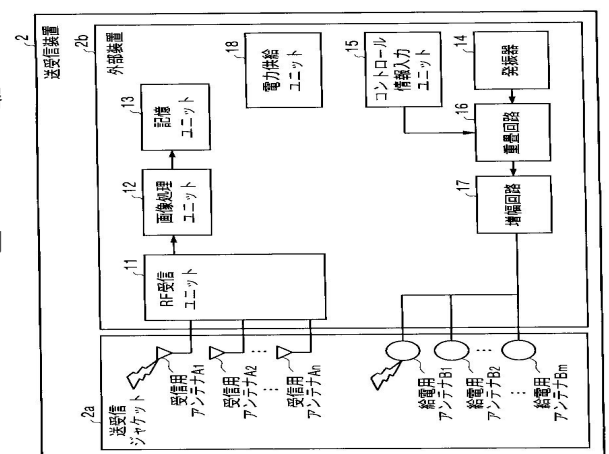 2
送受信装置
2b
外部装置
18
電力供給
ユニット
15
コントロール
情報入力
ユニット
14
発振器
13
記憶
ユニット
12
画像処理
ユニット
16
重畳回路
11
RF受信
ユニット
17
増幅回路
2a
送受信
ジャケット
受信用
アンテナA1
受信用
アンテナA2
受信用
アンテナAn
給電用
アンテナB1
給電用
アンテナB2
給電用
アンテナBm